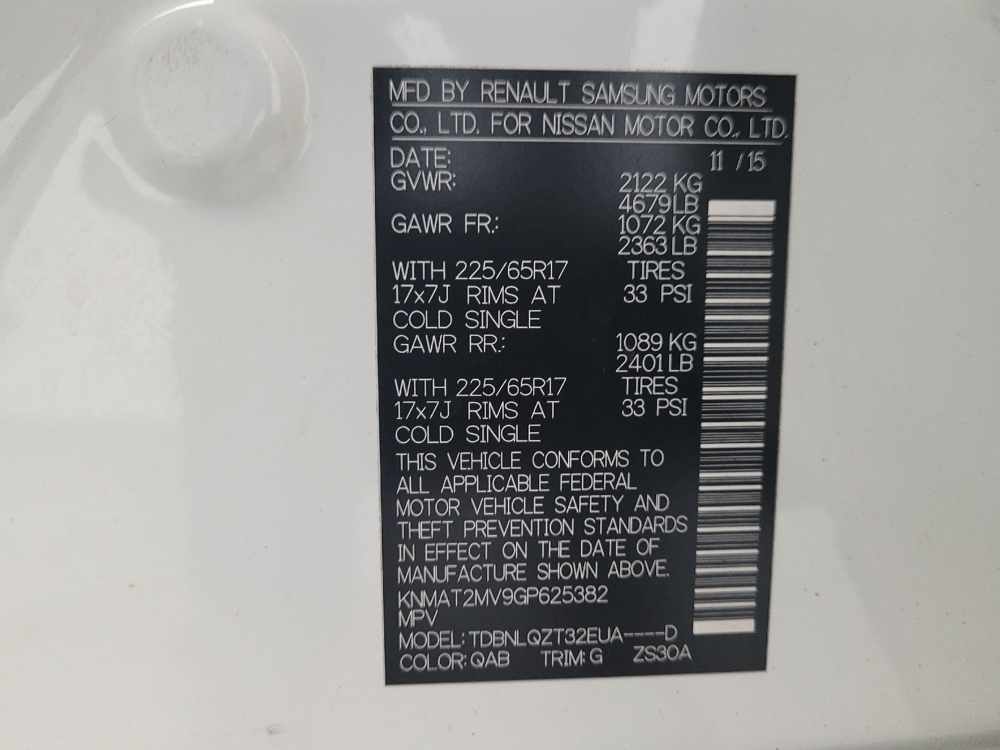 MFD BY RENAULT SAMSUNG MOTORS
CO., LTD. FOR NISSAN MOTOR CO., LTD.
DATE: 11 /15
GVWR: 2122 KG
4679LB
GAWR FR.: 1072 KG
2363 LB
WITH 225/65R17 TIRES
17x7J RIMS AT 33 PSI
COLD SINGLE
GAWR RR.: 1089 KG
2401 LB
WITH 225/65R17 TIRES
17x7J RIMS AT 33 PSI
COLD SINGLE
THIS VEHICLE CONFORMS TO
ALL APPLICABLE FEDERAL
MOTOR VEHICLE SAFETY AND
THEFT PREVENTION STANDARDS
IN EFFECT ON THE DATE OF
MANUFACTURE SHOWN ABOVE.
KNMAT2MV9GP625382
MPV
MODEL: TDBNLQZT32EUA----D
COLOR: QAB TRIM: G ZS30A